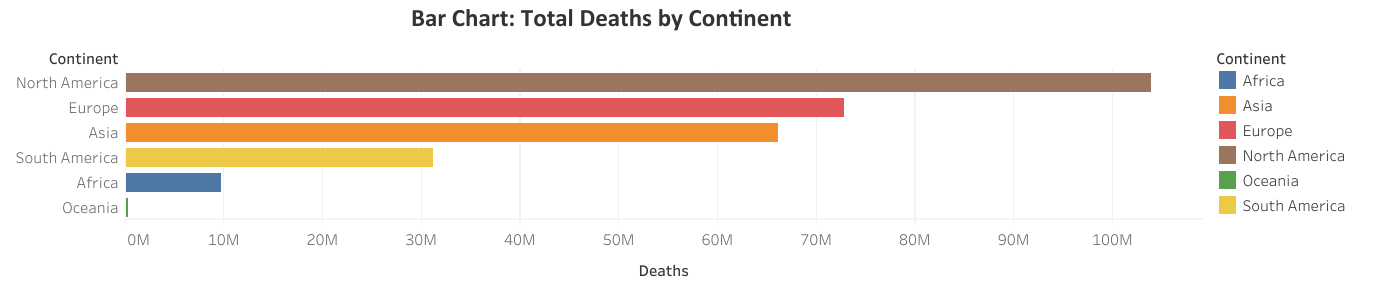 Bar Chart: Total Deaths by Continent
Continent
North America
Europe
Asia
South America
Africa
Oceania
0M 10M 20M 30M 40M 50M 60M 70M 80M 90M 100M
Deaths
Continent
Africa
Asia
Europe
North America
Oceania
South America